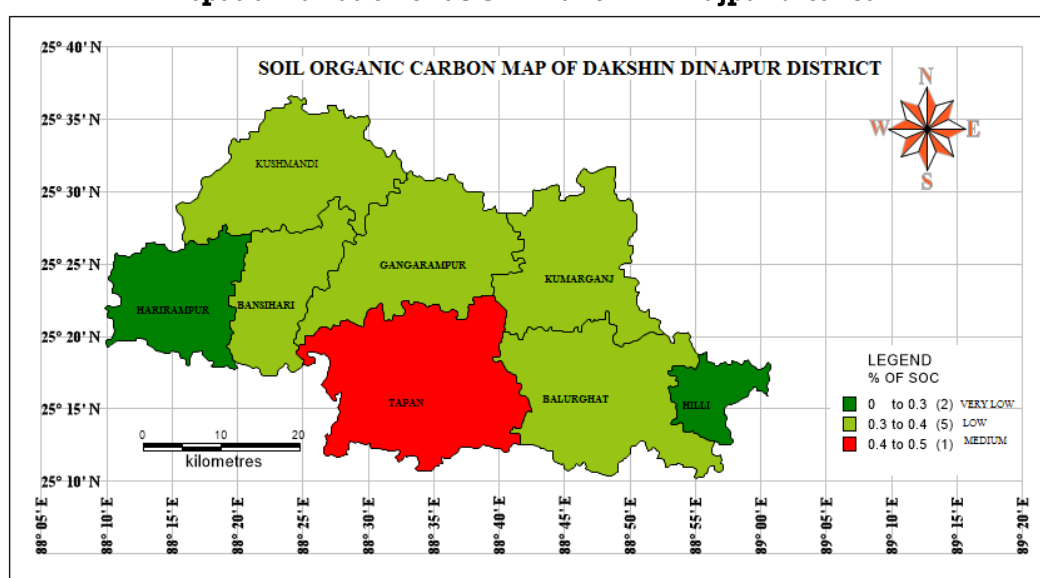 25° 40' N
SOIL ORGANIC CARBON MAP OF DAKSHIN DINAJPUR DISTRICT
N
W E
S
25° 35' N
KUSHMANDI
25° 30' N
25° 25' N
GANGARAMPUR
KUMARGANJ
HARIRAMPUR
BANSIHARI
25° 20' N
LEGEND
% OF SOC
TAPAN
BALURGHAT
HILLI
0 to 0.3 (2) VERY LOW
0.3 to 0.4 (5) LOW
0.4 to 0.5 (1) MEDIUM
25° 15' N
0 10 20
kilometres
25° 10' N
88° 05' E
88° 10' E
88° 20' E
88° 25' E
88° 30' E
88° 35' E
88° 40' E
88° 45' E
88° 50' E
88° 55' E
89° 00' E
89° 05' E
89° 10' E
89° 15' E
89° 20' E